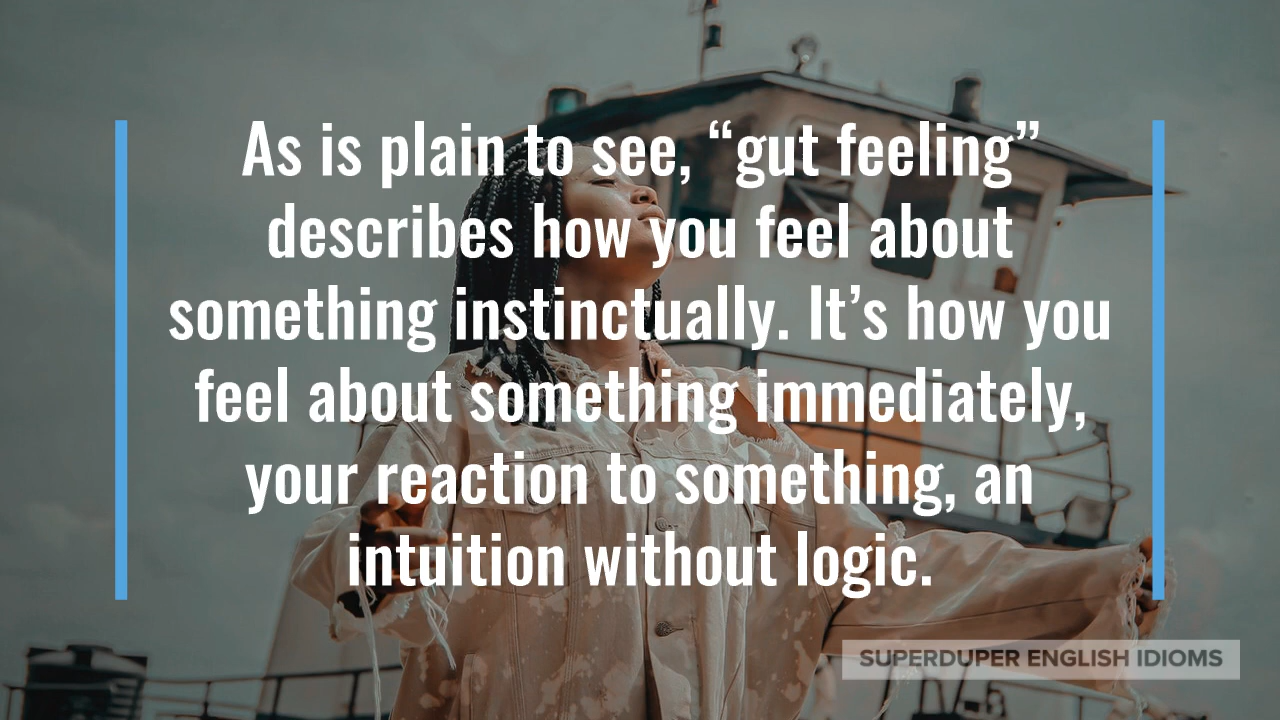 As is plain to see, “gut feeling”
describes how you feel about
something instinctually. It’s how you
feel about something immediately,
your reaction to something, an
intuition without logic.
SUPERDUPER ENGLISH IDIOMS